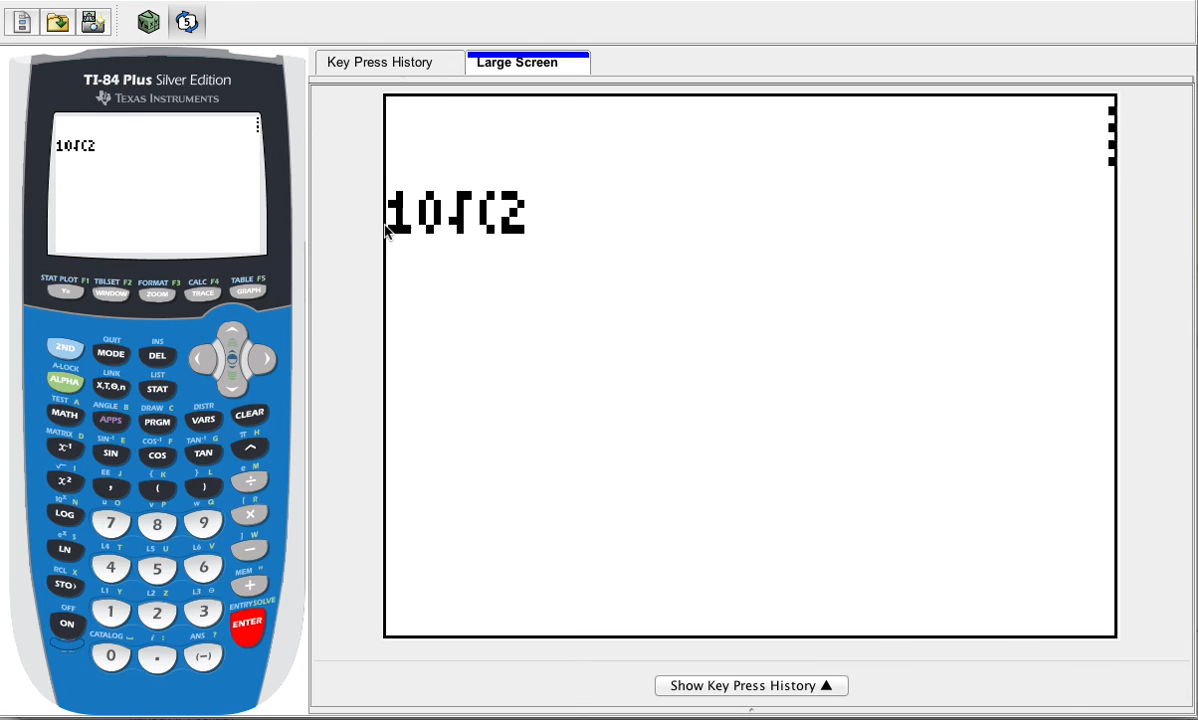 Key Press History
Large Screen
TI-84 Plus Silver Edition
TEXAS INSTRUMENTS
10√(2
10√(2
STAT PLOT F1 TBLSET F2 FORMAT F3 CALC F4 TABLE F5
Y= WINDOW ZOOM TRACE GRAPH
QUIT INS
2ND MODE DEL
A-LOCK LINK LIST
ALPHA X,T,Θ,n STAT
TEST A ANGLE B DRAW C DISTR
MATH APPS PRGM VARS CLEAR
MATRIX D SIN⁻¹ E COS⁻¹ F TAN⁻¹ G π H
x⁻¹ SIN COS TAN ^
√ I EE J { K } L e M
x² , ( ) ÷
10ˣ N u O v P w Q [ R
LOG 7 8 9 ×
eˣ S L4 T L5 U L6 V ] W
LN 4 5 6 −
RCL X L1 Y L2 Z L3 Θ MEM "
STO› 1 2 3 +
OFF CATALOG ⎵ i : ANS ? ENTRY SOLVE
ON 0 . (−) ENTER
Show Key Press History ▲